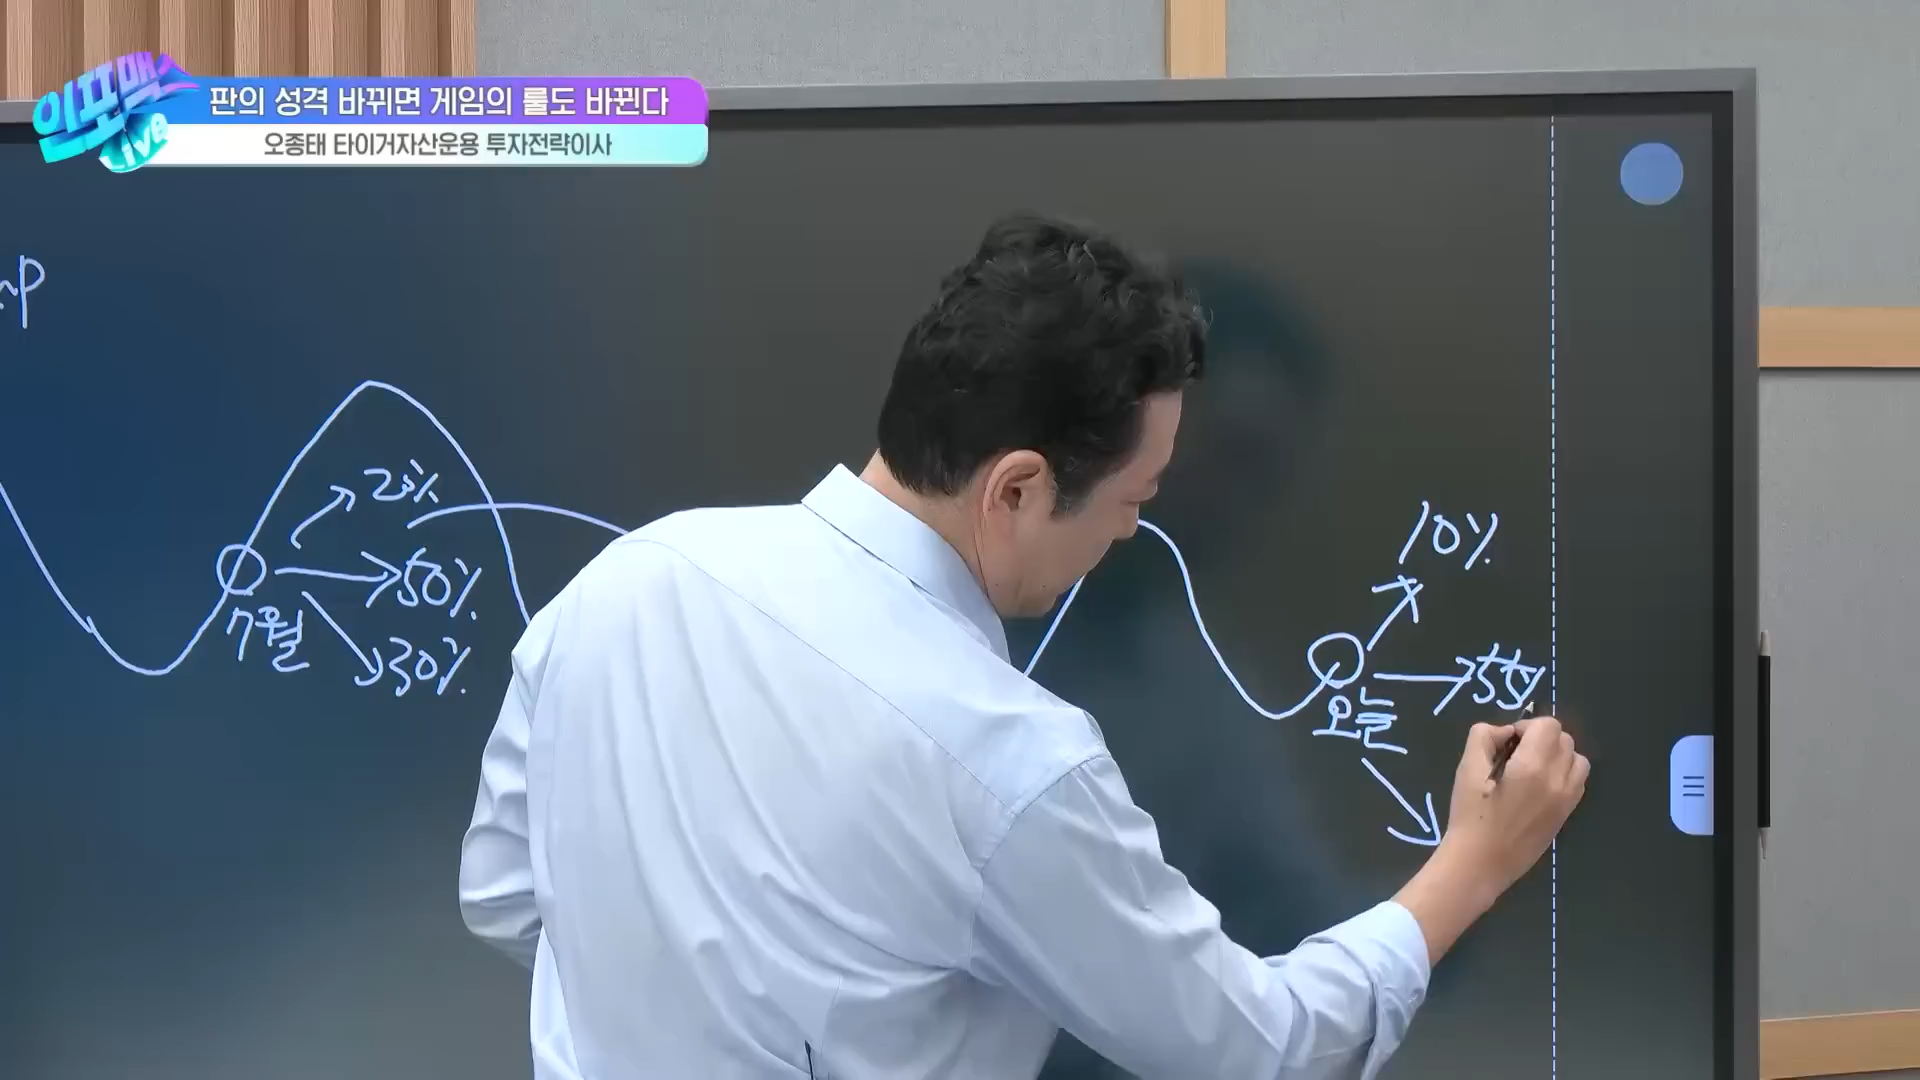 인포맥스
Live
판의 성격 바뀌면 게임의 룰도 바뀐다
오종태 타이거자산운용 투자전략이사
50%
7월
30%
10%
오늘